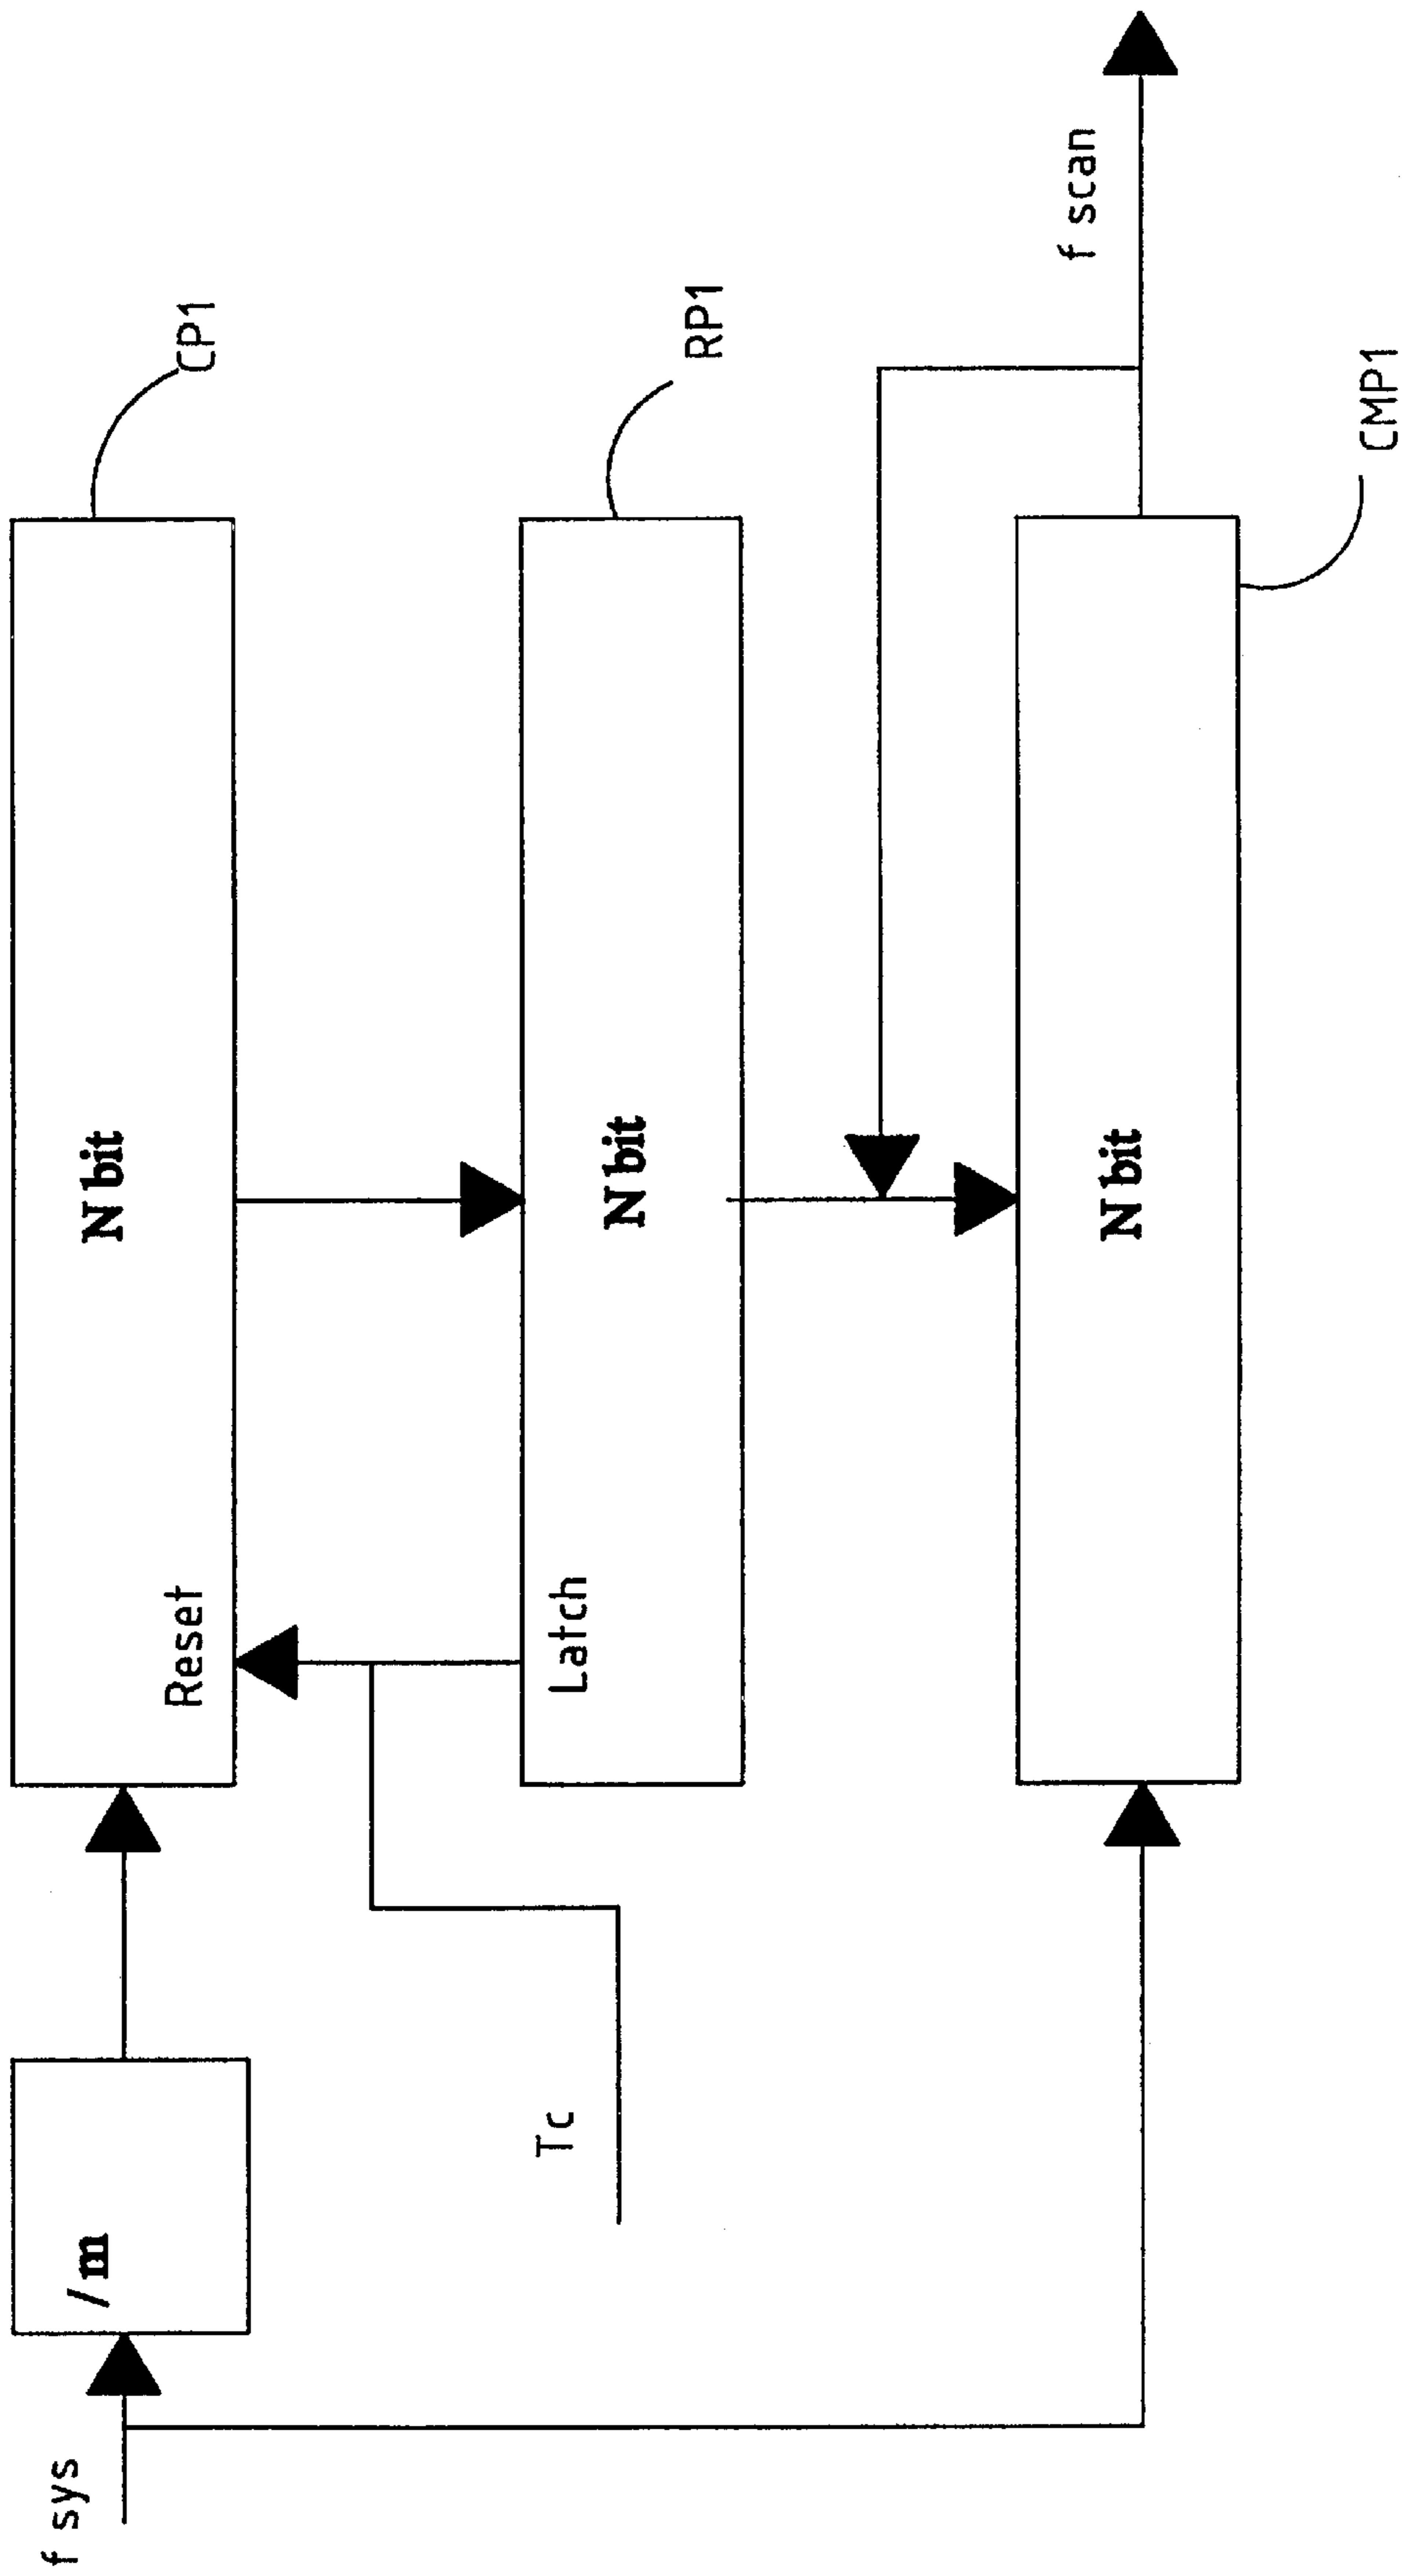 f sys
/m
Reset
N bit
CP1
Tc
Latch
N bit
RP1
N bit
f scan
CMP1